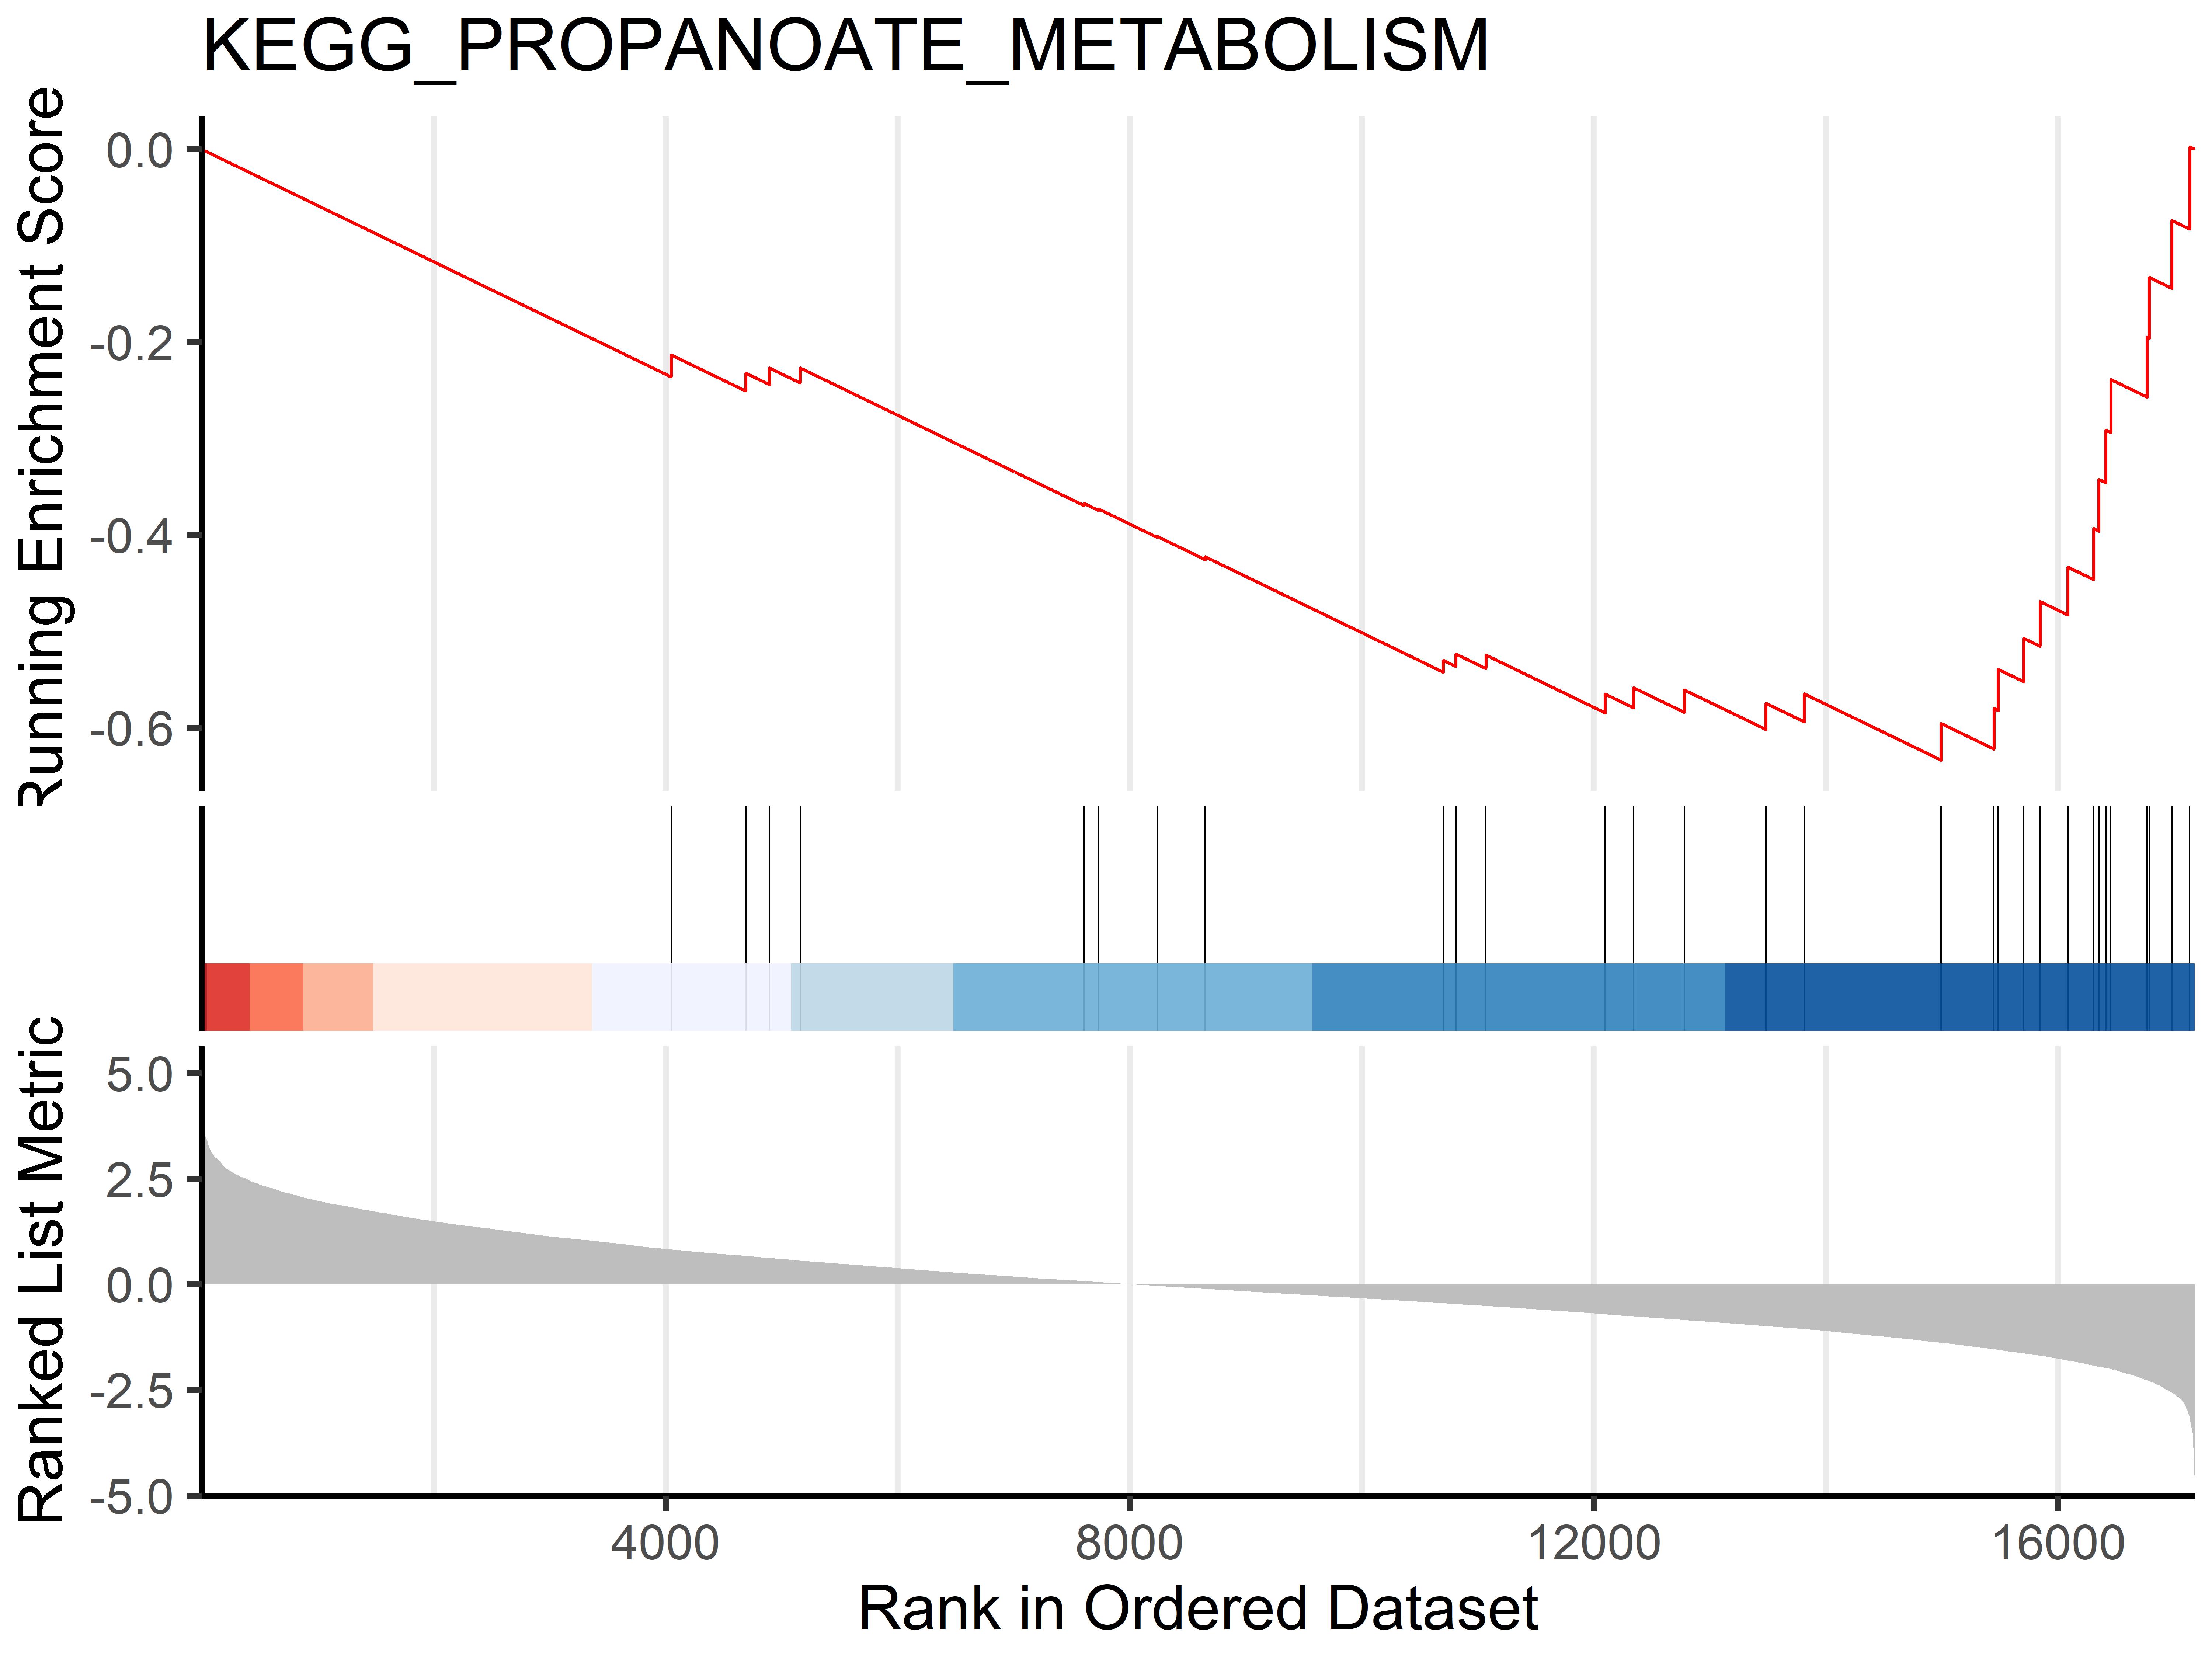 KEGG_PROPANOATE_METABOLISM
Running Enrichment Score
0.0
-0.2
-0.4
-0.6
Ranked List Metric
5.0
2.5
0.0
-2.5
-5.0
4000 8000 12000 16000
Rank in Ordered Dataset